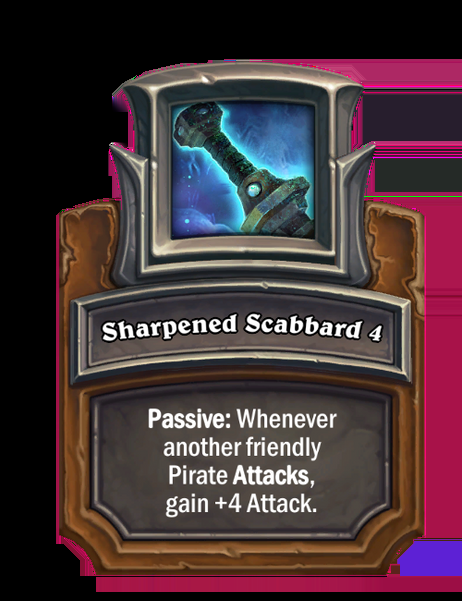 Sharpened Scabbard 4
Passive: Whenever
another friendly
Pirate Attacks,
gain +4 Attack.